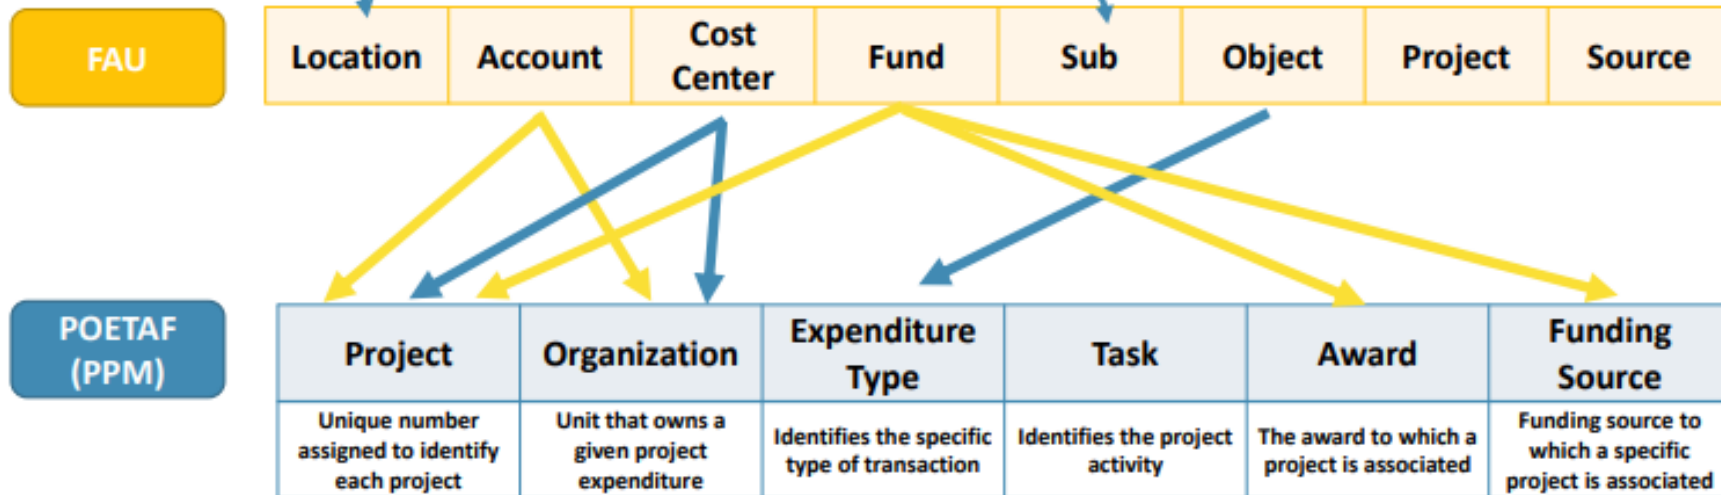 FAU
Location
Account
Cost
Center
Fund
Sub
Object
Project
Source
POETAF
(PPM)
Project
Organization
Expenditure
Type
Task
Award
Funding
Source
Unique number
assigned to identify
each project
Unit that owns a
given project
expenditure
Identifies the specific
type of transaction
Identifies the project
activity
The award to which a
project is associated
Funding source to
which a specific
project is associated